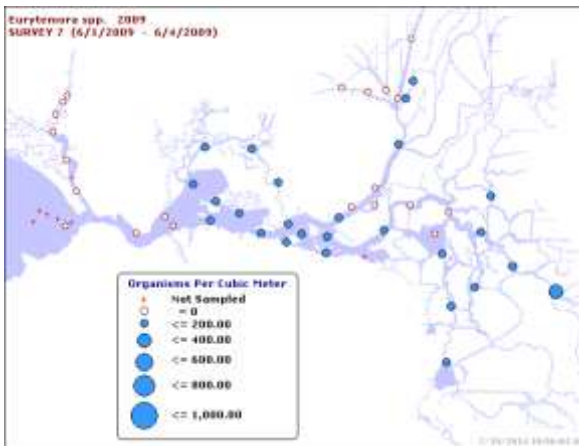 Eurytemora spp. 2009
SURVEY 7 (6/1/2009 - 6/4/2009)
Organisms Per Cubic Meter
Not Sampled
= 0
<= 200.00
<= 400.00
<= 600.00
<= 800.00
<= 1,000.00